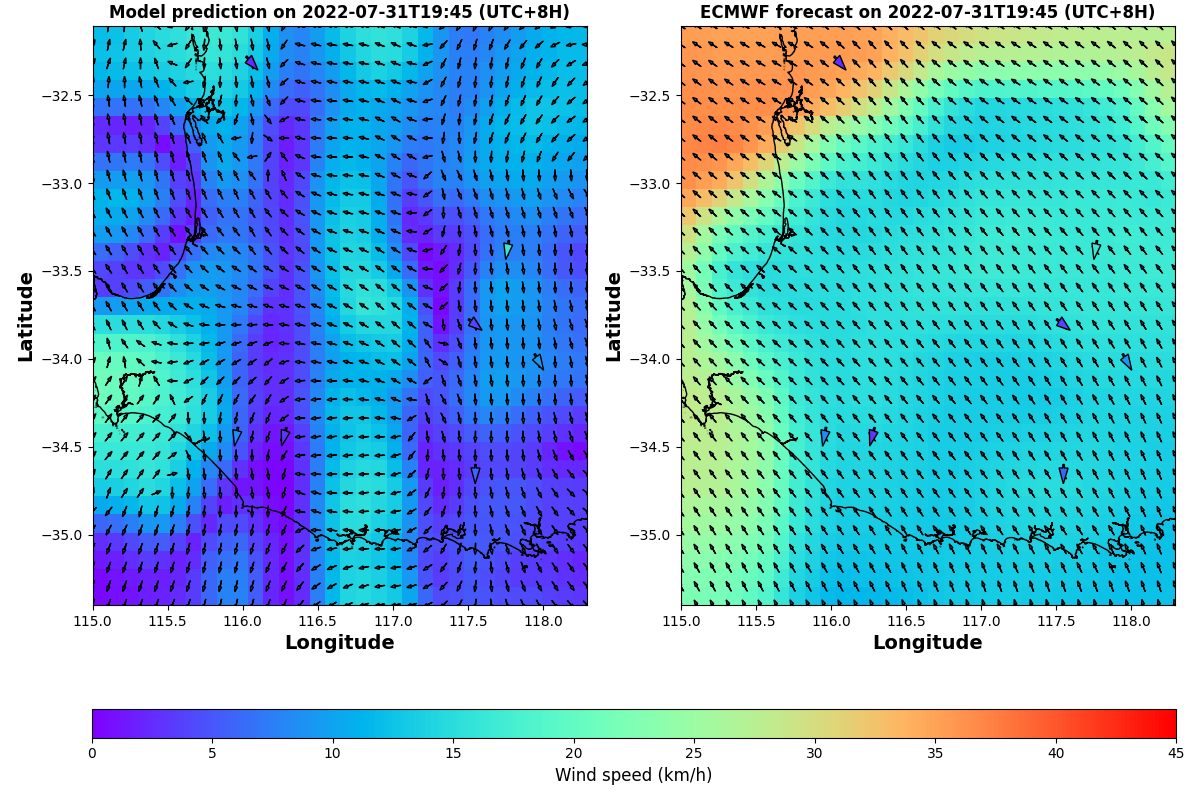 Model prediction on 2022-07-31T19:45 (UTC+8H)
ECMWF forecast on 2022-07-31T19:45 (UTC+8H)
Latitude
−32.5
−33.0
−33.5
−34.0
−34.5
−35.0
115.0 115.5 116.0 116.5 117.0 117.5 118.0
Longitude
Latitude
−32.5
−33.0
−33.5
−34.0
−34.5
−35.0
115.0 115.5 116.0 116.5 117.0 117.5 118.0
Longitude
0 5 10 15 20 25 30 35 40 45
Wind speed (km/h)